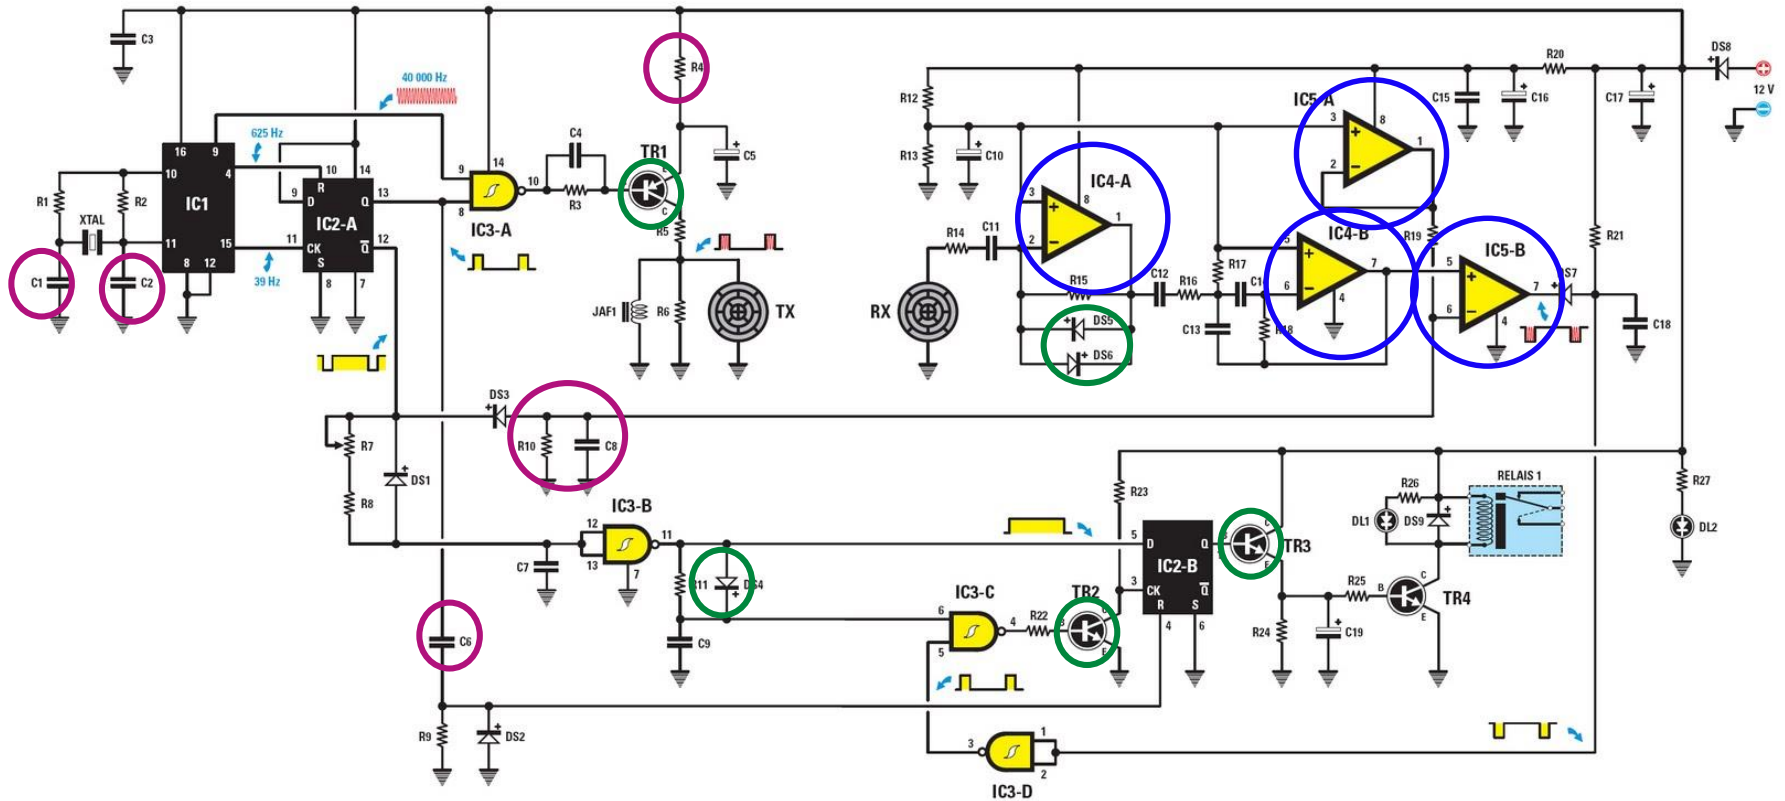 C3
40 000 Hz
625 Hz
39 Hz
R1
XTAL
R2
C1
C2
16
9
10
4
11
15
8
12
IC1
10
14
9
R
D
Q
13
IC2-A
11
CK
Q
12
S
8
7
9
14
8
10
IC3-A
C4
R3
TR1
E
C
R4
C5
R5
JAF1
R6
TX
R12
R13
C10
RX
R14
C11
IC4-A
3
8
1
2
R15
DS5
DS6
C12
R16
R17
C13
R18
IC4-B
5
7
6
4
IC5-A
3
8
1
2
R19
IC5-B
5
7
6
4
DS7
C15
C16
R20
C17
DS8
12 V
R21
C18
DS3
R10
C8
R7
R8
DS1
C7
IC3-B
12
13
11
7
R11
DS4
C9
C6
R9
DS2
IC3-C
6
5
4
R22
TR2
E
R23
5
D
Q
IC2-B
3
CK
Q
R
S
4
6
TR3
C
E
R24
C19
R25
B
C
E
TR4
R26
DL1
DS9
RELAIS 1
R27
DL2
3
1
2
IC3-D